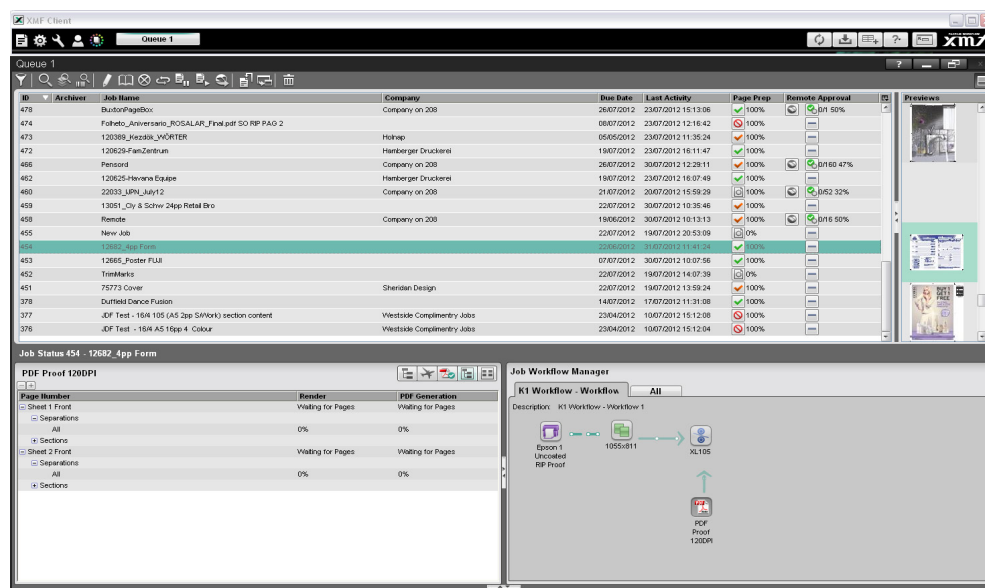 XMF Client
Queue 1
xmf
Queue 1
ID Archiver Job Name Company Due Date Last Activity Page Prep Remote Approval Previews
478 BuxtonPageBox Company on 208 26/07/2012 23/07/2012 15:13:06 100% 0/1 50%
474 Folheto_Aniversario_ROSALAR_Final.pdf SO RIP PAG 2 08/07/2012 23/07/2012 12:16:42 100%
473 120389_Kezdök_WÖRTER Holnap 05/05/2012 23/07/2012 11:35:24 100%
472 120629-FamZentrum Hamberger Druckerei 19/07/2012 23/07/2012 16:11:47 100%
466 Pensord Company on 208 26/07/2012 30/07/2012 12:29:11 100% 0/160 47%
462 120625-Havana Equipe Hamberger Druckerei 19/07/2012 23/07/2012 16:07:49 100%
460 22033_UPN_July12 Company on 208 21/07/2012 20/07/2012 15:59:29 100% 0/52 32%
459 13051_Oly & Schw 24pp Retail Bro 22/07/2012 30/07/2012 10:35:46 100%
458 Remote Company on 208 19/06/2012 30/07/2012 10:13:13 100% 0/16 50%
455 New Job 22/07/2012 19/07/2012 20:53:09 0%
454 12682_4pp Form 22/06/2012 31/07/2012 11:41:24 100%
453 12665_Poster FUJI 07/07/2012 30/07/2012 10:07:56 100%
452 TrimMarks 22/07/2012 19/07/2012 14:07:39 0%
451 75773 Cover Sheridan Design 22/07/2012 19/07/2012 13:59:24 100%
378 Duffield Dance Fusion 14/07/2012 17/07/2012 11:31:08 100%
377 JDF Test - 16/4 105 (A5 2pp S/Work) section content Westside Complimentry Jobs 23/04/2012 10/07/2012 15:12:08 100%
376 JDF Test - 16/4 A5 16pp 4 Colour Westside Complimentry Jobs 23/04/2012 10/07/2012 15:12:04 100%
BUY 1
GET 1
FREE
Job Status 454 - 12682_4pp Form
PDF Proof 120DPI
Page Number Render PDF Generation
Sheet 1 Front Waiting for Pages Waiting for Pages
Separations
All 0% 0%
Sections
Sheet 2 Front Waiting for Pages Waiting for Pages
Separations
All 0% 0%
Sections
Job Workflow Manager
K1 Workflow - Workflow All
Description: K1 Workflow - Workflow 1
Epson 1
Uncoated
RIP Proof
1055x811
XL105
PDF
Proof
120DPI